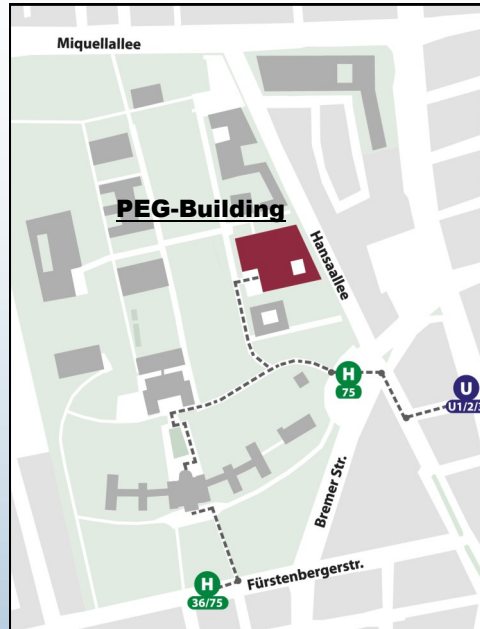 Miquellallee
PEG-Building
Hansaallee
H
75
U
U1/2/3
Bremer Str.
H
36/75
Fürstenbergerstr.